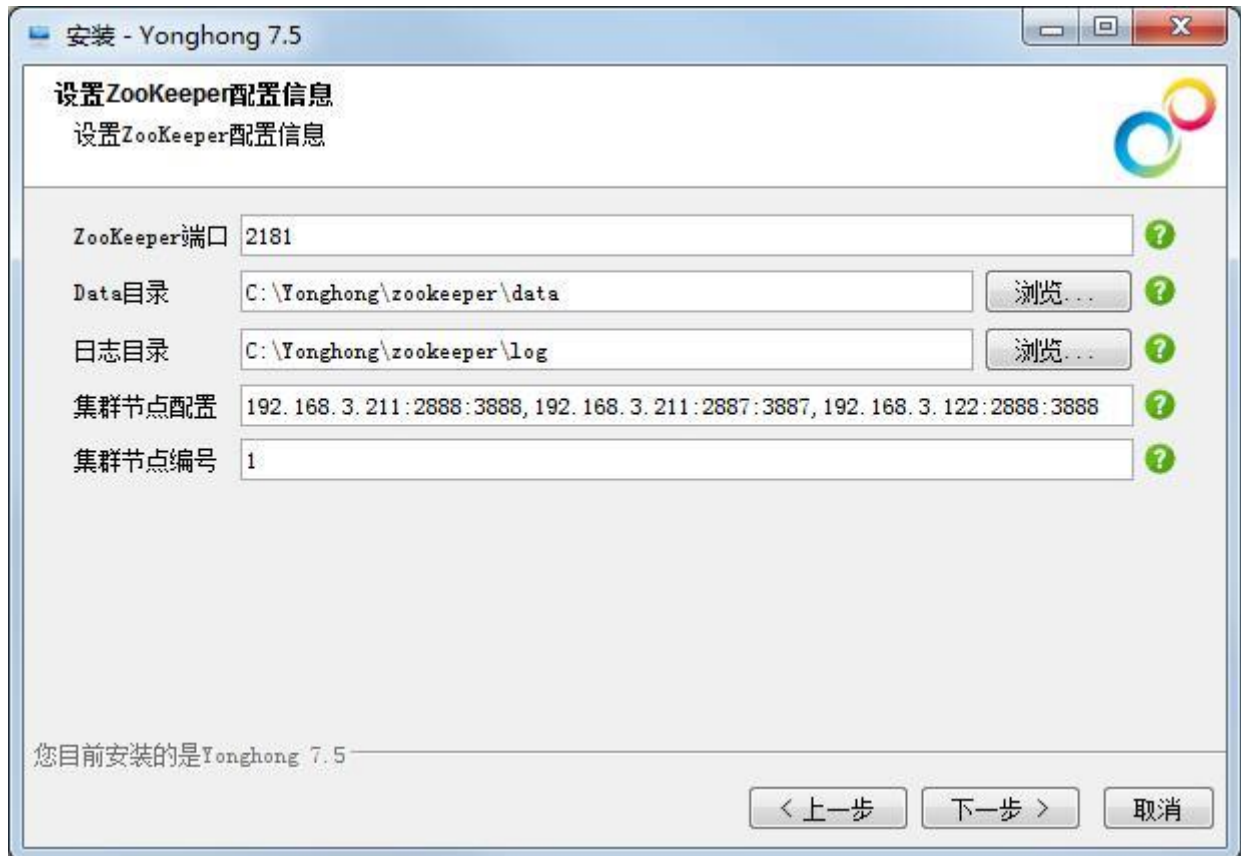 安装 - Yonghong 7.5
设置ZooKeeper配置信息
设置ZooKeeper配置信息
ZooKeeper端口 2181
Data目录 C:\Yonghong\zookeeper\data 浏览...
日志目录 C:\Yonghong\zookeeper\log 浏览...
集群节点配置 192.168.3.211:2888:3888,192.168.3.211:2887:3887,192.168.3.122:2888:3888
集群节点编号 1
您目前安装的是Yonghong 7.5
< 上一步 下一步 > 取消